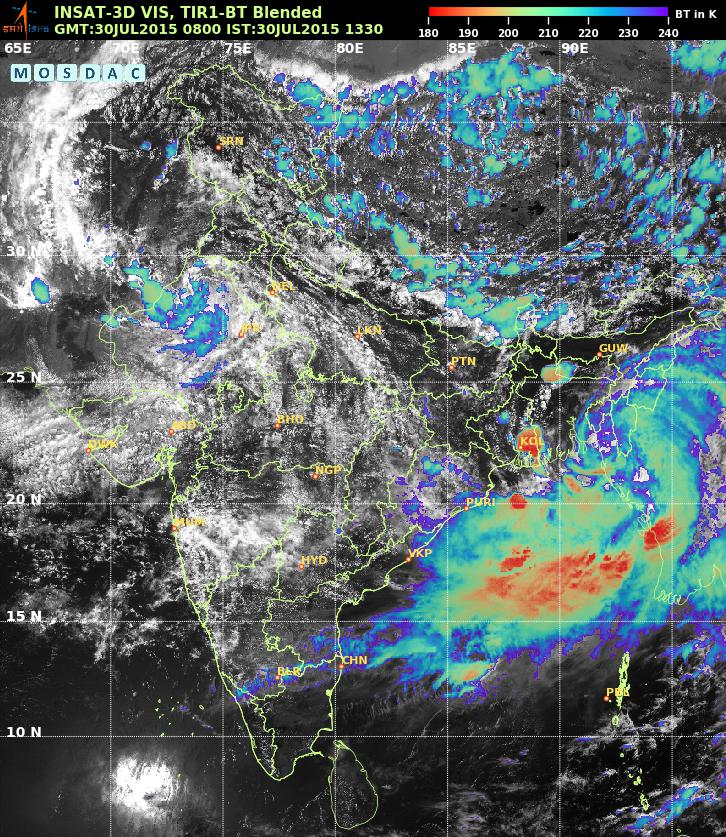 INSAT-3D VIS, TIR1-BT Blended
GMT:30JUL2015 0800 IST:30JUL2015 1330
BT in K
180 190 200 210 220 230 240
65E 70E 75E 80E 85E 90E
MOSDAC
SRN
30 N
DEL
LKN
GUW
PTN
25 N
BHO
ABD
KOL
DWK
NGP
20 N
PURI
MUM
VKP
HYD
15 N
CHN
BLR
PBL
10 N